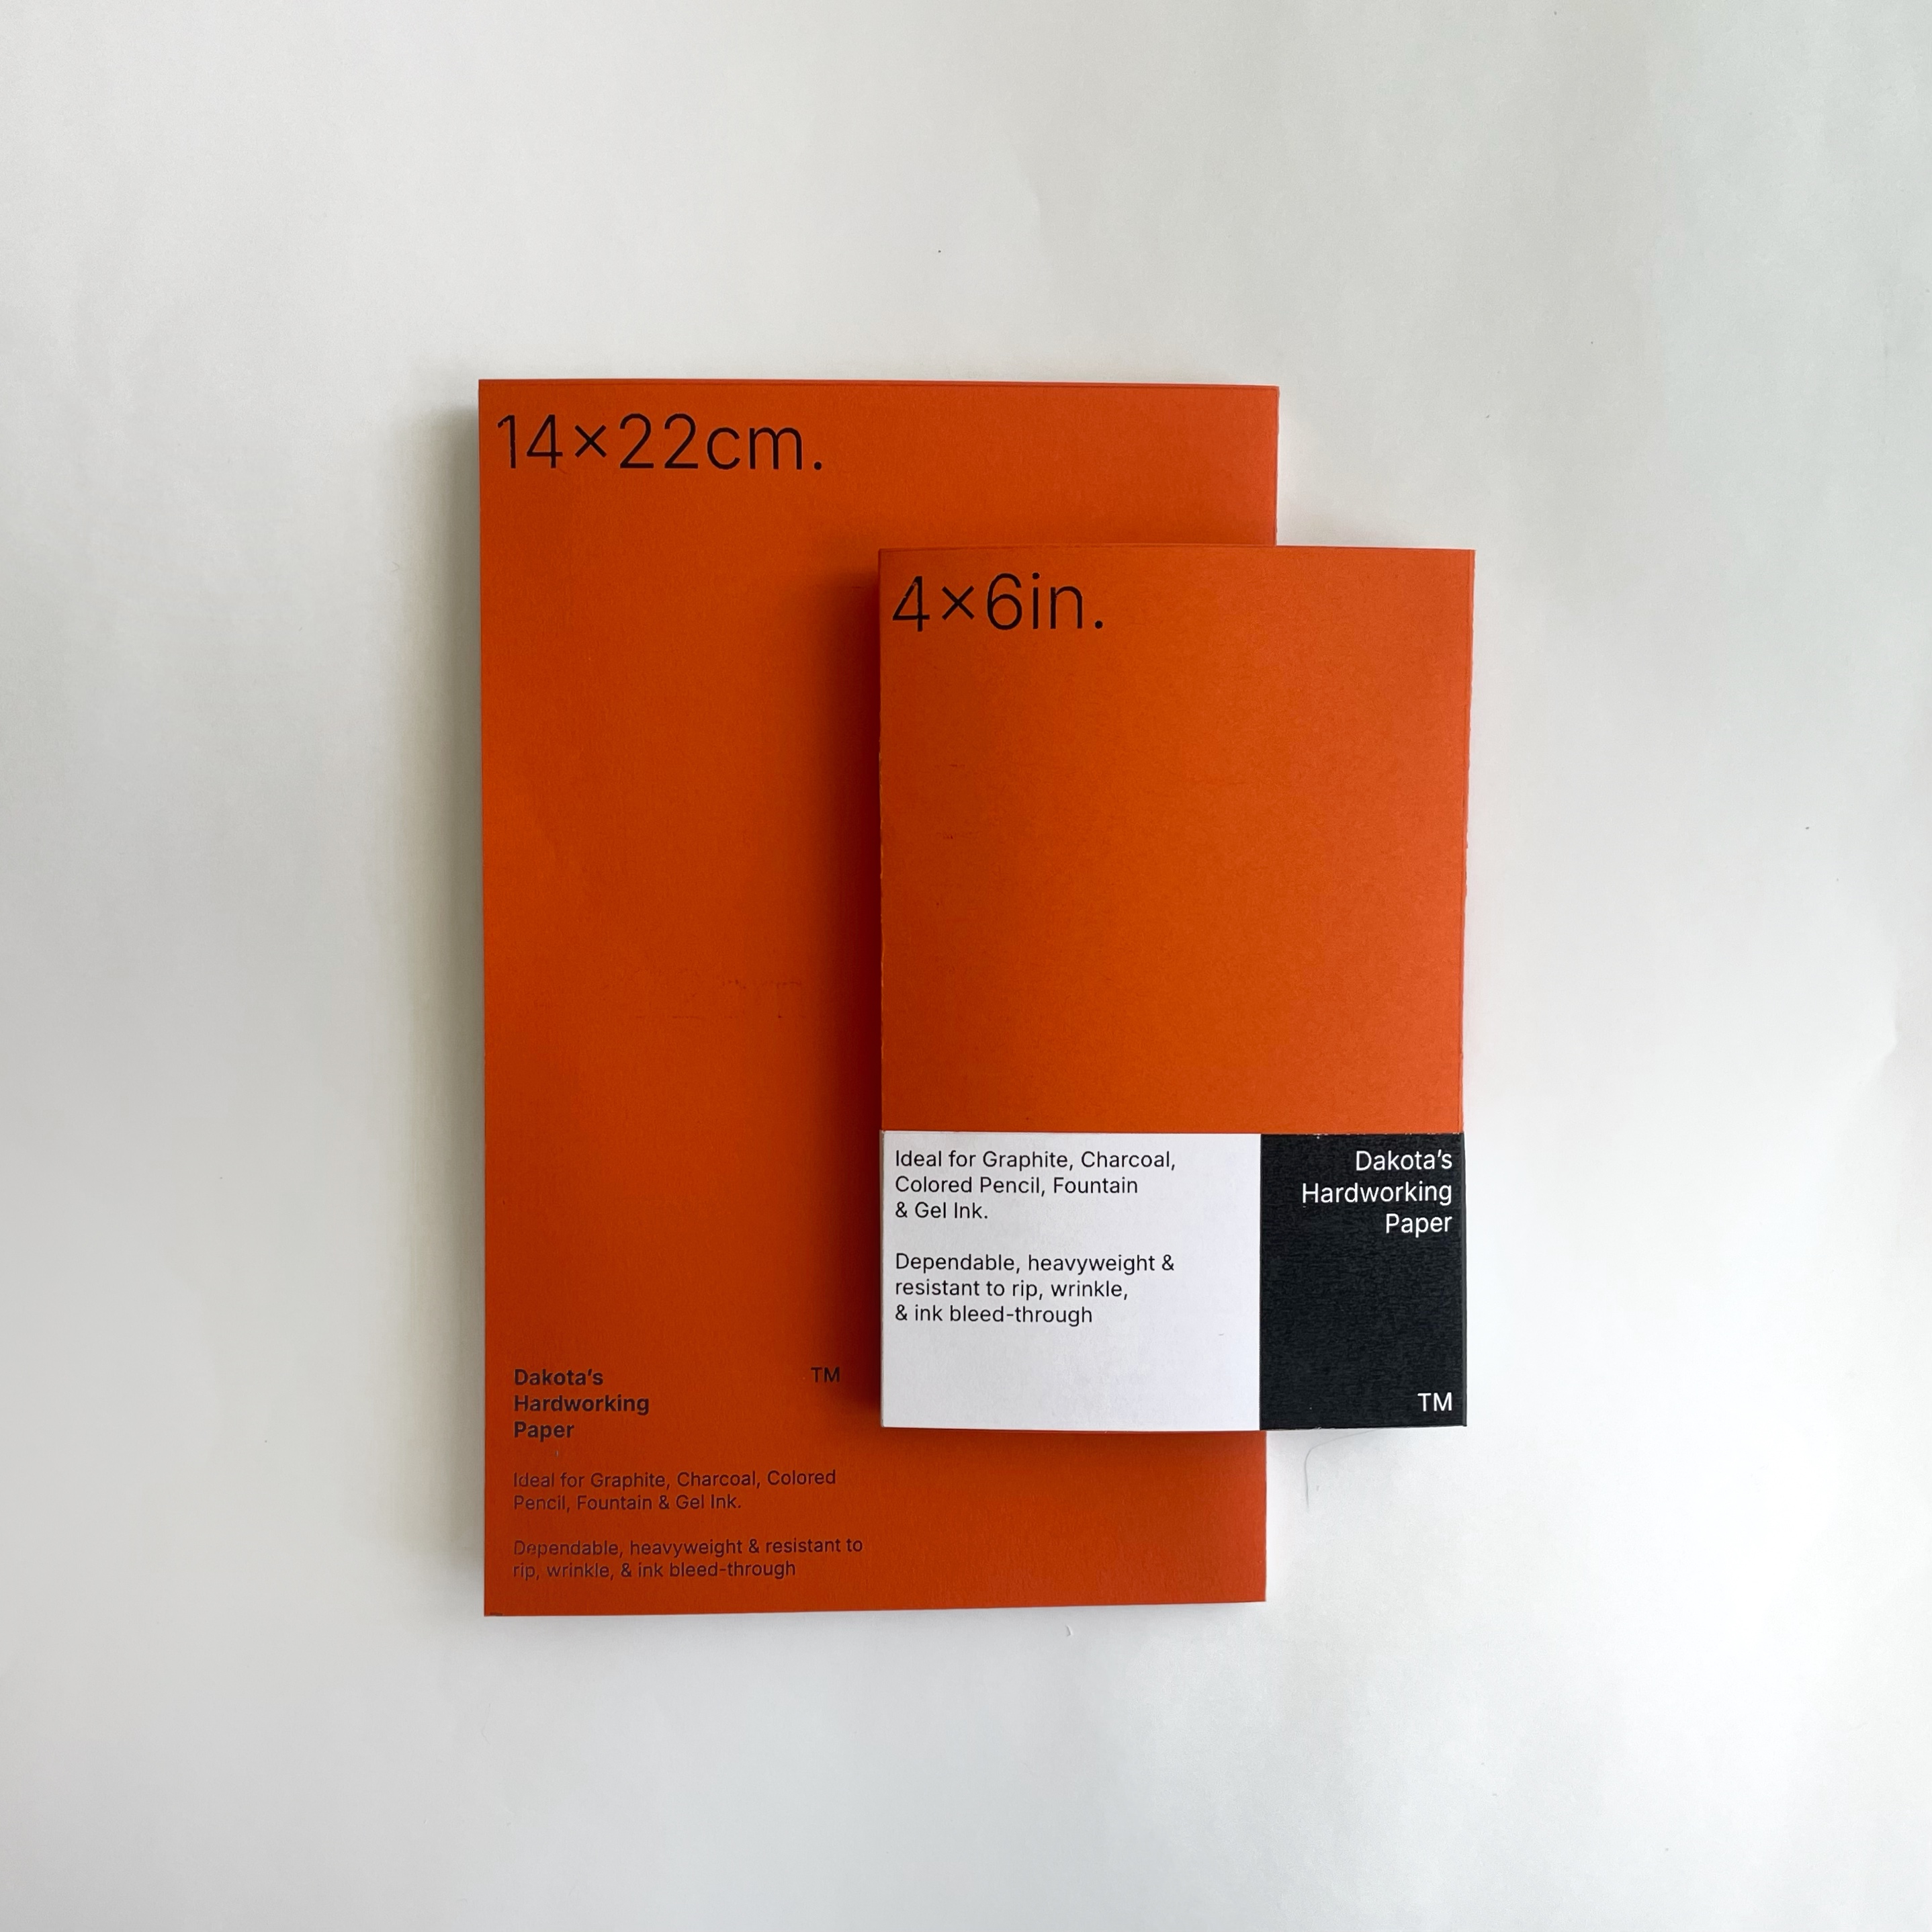 14×22cm.
4×6in.
Ideal for Graphite, Charcoal,
Colored Pencil, Fountain
& Gel Ink.
Dependable, heavyweight &
resistant to rip, wrinkle,
& ink bleed-through
Dakota’s
Hardworking
Paper
TM
Dakota’s
Hardworking
Paper
TM
Ideal for Graphite, Charcoal, Colored
Pencil, Fountain & Gel Ink.
Dependable, heavyweight & resistant to
rip, wrinkle, & ink bleed-through